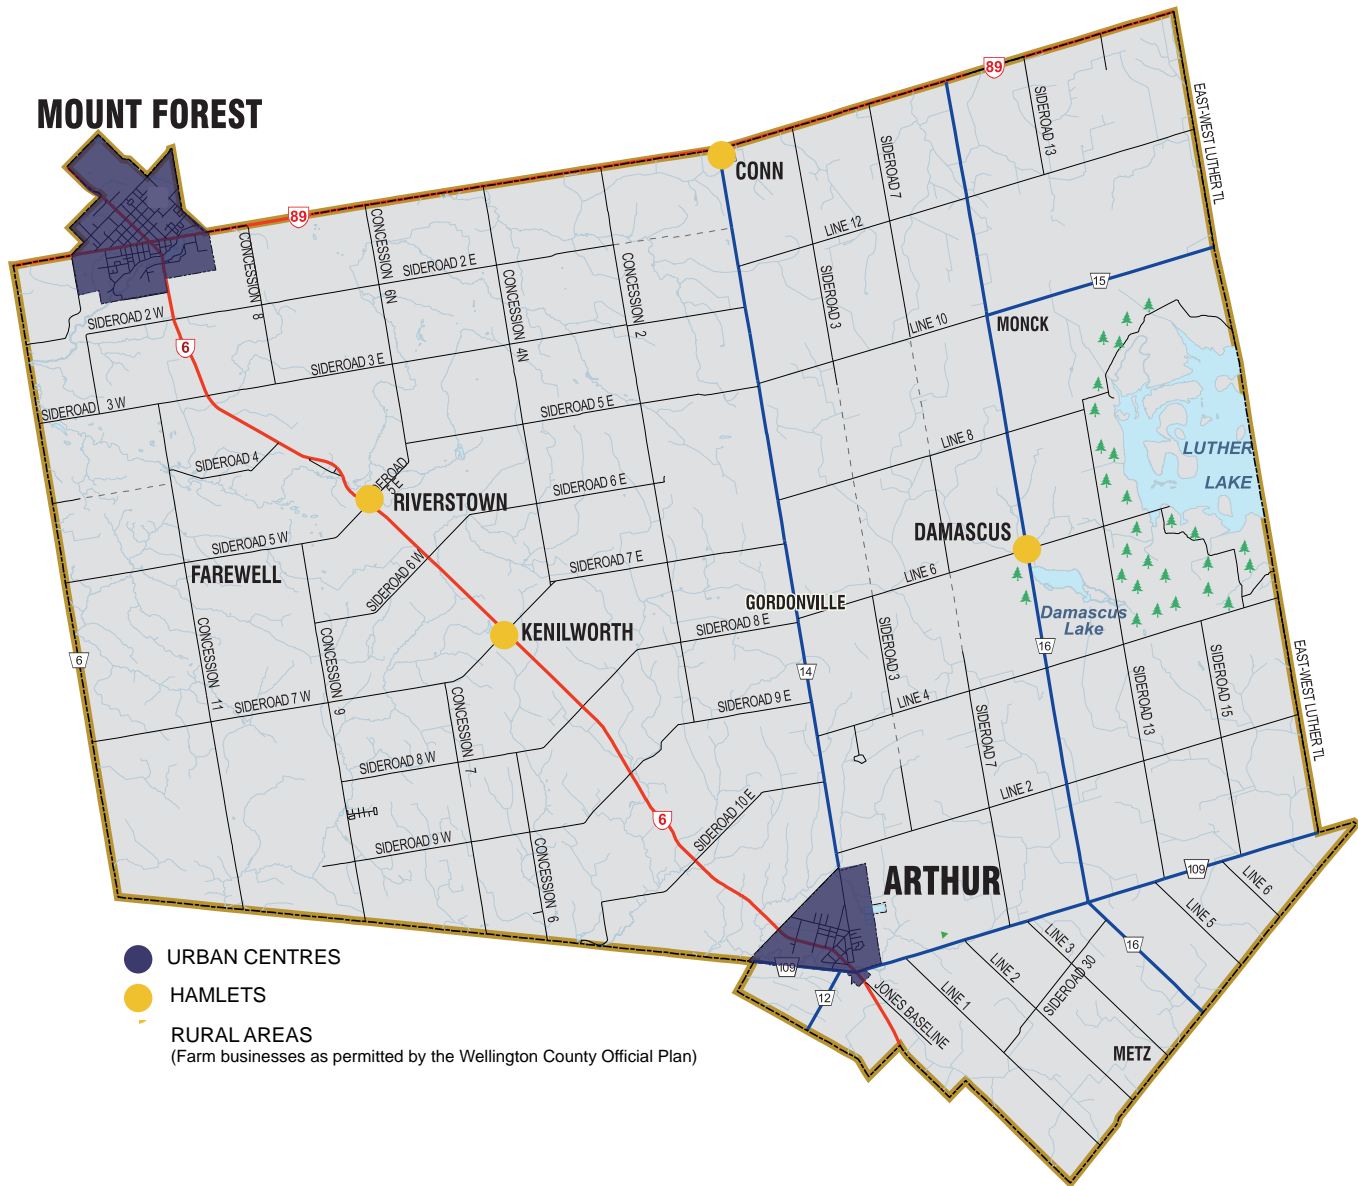 MOUNT FOREST
89
89
CONN
EAST-WEST LUTHER TL
SIDEROAD 13
SIDEROAD 7
LINE 12
CONCESSION 8
CONCESSION 6N
SIDEROAD 2 E
CONCESSION 4N
CONCESSION 2
SIDEROAD 3
15
SIDEROAD 2 W
6
LINE 10
MONCK
SIDEROAD 3 E
SIDEROAD 3 W
SIDEROAD 5 E
LINE 8
LUTHER
LAKE
SIDEROAD 4
SIDEROAD
5 E
RIVERSTOWN
SIDEROAD 6 E
DAMASCUS
SIDEROAD 5 W
FAREWELL
SIDEROAD 6 W
SIDEROAD 7 E
LINE 6
GORDONVILLE
Damascus
Lake
KENILWORTH
SIDEROAD 8 E
6
CONCESSION 11
CONCESSION 9
SIDEROAD 3
16
14
SIDEROAD 13
SIDEROAD 15
EAST-WEST LUTHER TL
SIDEROAD 7 W
CONCESSION 7
SIDEROAD 9 E
LINE 4
SIDEROAD 7
SIDEROAD 8 W
LINE 2
SIDEROAD 10 E
6
SIDEROAD 9 W
CONCESSION 6
ARTHUR
109
LINE 6
LINE 5
LINE 3
16
URBAN CENTRES
109
LINE 2
SIDEROAD 30
HAMLETS
12
JONES BASELINE
LINE 1
RURAL AREAS
(Farm businesses as permitted by the Wellington County Official Plan)
METZ